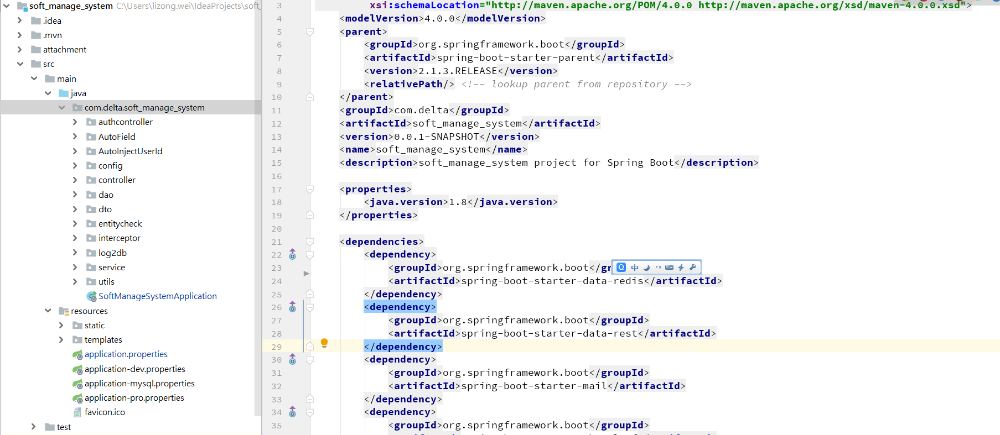 soft_manage_system C:\Users\lizong.wei\IdeaProjects\soft_
.idea
.mvn
attachment
src
main
java
com.delta.soft_manage_system
authcontroller
AutoField
AutoInjectUserId
config
controller
dao
dto
entitycheck
interceptor
log2db
service
utils
SoftManageSystemApplication
resources
static
templates
application.properties
application-dev.properties
application-mysql.properties
application-pro.properties
favicon.ico
test
3 xsi:schemaLocation="http://maven.apache.org/POM/4.0.0 http://maven.apache.org/xsd/maven-4.0.0.xsd">
4 <modelVersion>4.0.0</modelVersion>
5 <parent>
6 <groupId>org.springframework.boot</groupId>
7 <artifactId>spring-boot-starter-parent</artifactId>
8 <version>2.1.3.RELEASE</version>
9 <relativePath/> <!-- lookup parent from repository -->
10 </parent>
11 <groupId>com.delta</groupId>
12 <artifactId>soft_manage_system</artifactId>
13 <version>0.0.1-SNAPSHOT</version>
14 <name>soft_manage_system</name>
15 <description>soft_manage_system project for Spring Boot</description>
16
17 <properties>
18 <java.version>1.8</java.version>
19 </properties>
20
21 <dependencies>
22 <dependency>
23 <groupId>org.springframework.boot</gr 中
24 <artifactId>spring-boot-starter-data-redis</artifactId>
25 </dependency>
26 <dependency>
27 <groupId>org.springframework.boot</groupId>
28 <artifactId>spring-boot-starter-data-rest</artifactId>
29 </dependency>
30 <dependency>
31 <groupId>org.springframework.boot</groupId>
32 <artifactId>spring-boot-starter-mail</artifactId>
33 </dependency>
34 <dependency>
35 <groupId>org.springframework.boot</groupId>